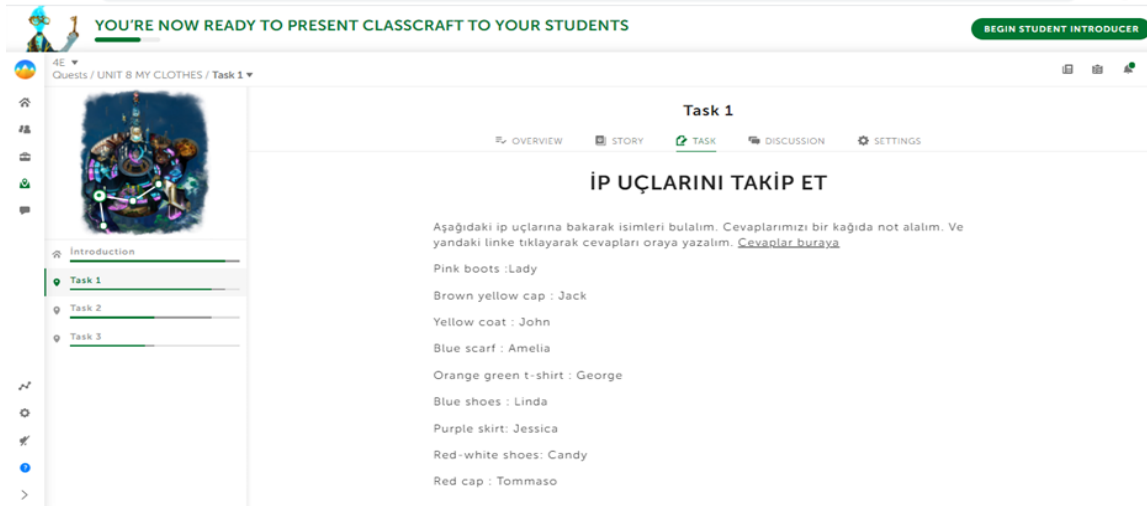 YOU'RE NOW READY TO PRESENT CLASSCRAFT TO YOUR STUDENTS
BEGIN STUDENT INTRODUCER
4E
Quests / UNIT 8 MY CLOTHES / Task 1
Task 1
OVERVIEW
STORY
TASK
DISCUSSION
SETTINGS
İntroduction
Task 1
Task 2
Task 3
İP UÇLARINI TAKİP ET
Aşağıdaki ip uçlarına bakarak isimleri bulalım. Cevaplarımızı bir kağıda not alalım. Ve
yandaki linke tıklayarak cevapları oraya yazalım. Cevaplar buraya
Pink boots :Lady
Brown yellow cap : Jack
Yellow coat : John
Blue scarf : Amelia
Orange green t-shirt : George
Blue shoes : Linda
Purple skirt: Jessica
Red-white shoes: Candy
Red cap : Tommaso